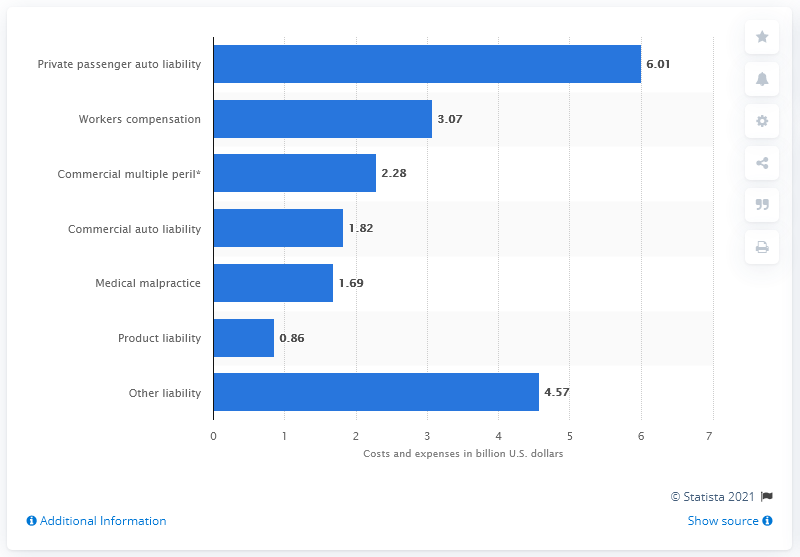 Private passenger auto liability 6.01
Workers compensation 3.07
Commercial multiple peril* 2.28
Commercial auto liability 1.82
Medical malpractice 1.69
Product liability 0.86
Other liability 4.57
0 1 2 3 4 5 6 7
Costs and expenses in billion U.S. dollars
© Statista 2021
Additional Information Show source